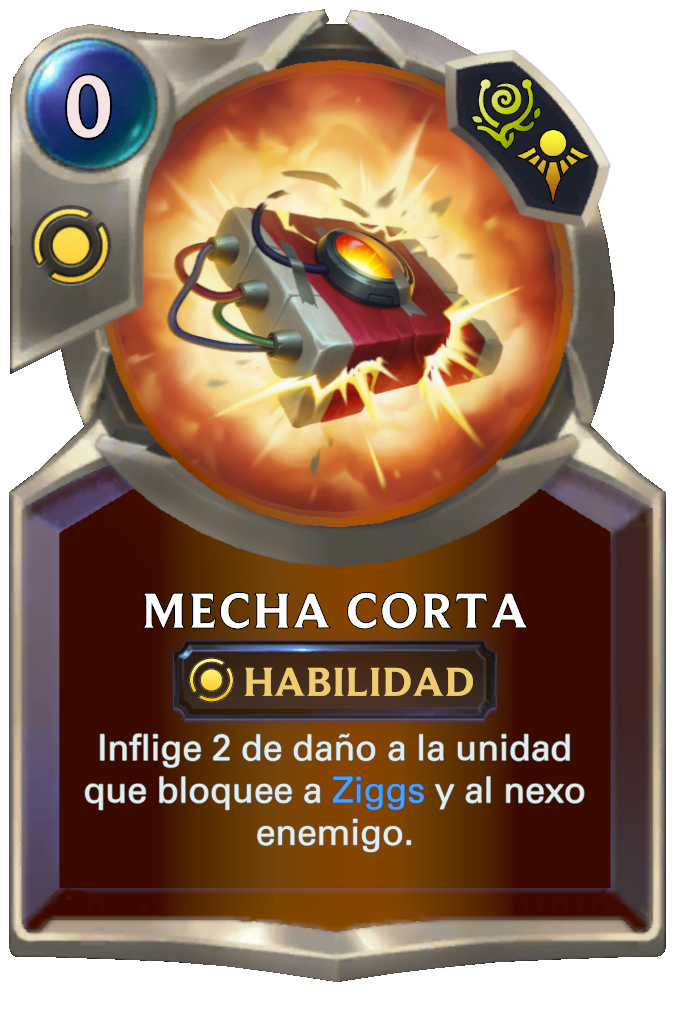 0
MECHA CORTA
HABILIDAD
Inflige 2 de daño a la unidad
que bloquee a Ziggs y al nexo
enemigo.